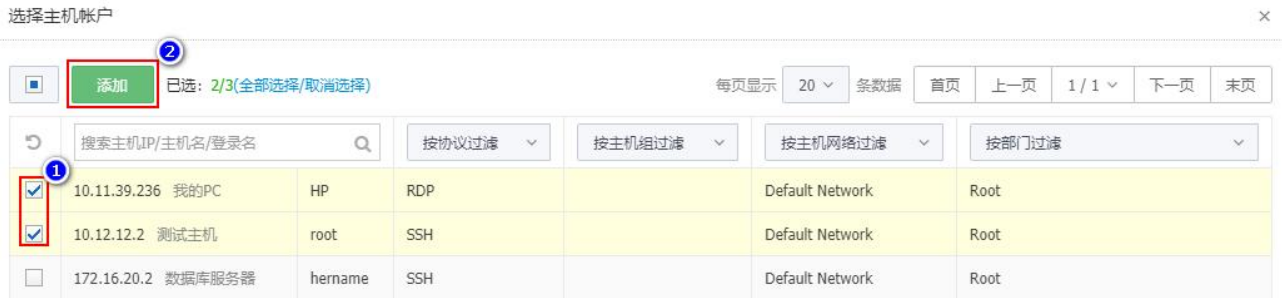 选择主机帐户 ×
2
添加 已选：2/3(全部选择/取消选择) 每页显示 20 条数据 首页 上一页 1 / 1 下一页 末页
搜索主机IP/主机名/登录名 按协议过滤 按主机组过滤 按主机网络过滤 按部门过滤
1
10.11.39.236 我的PC HP RDP Default Network Root
10.12.12.2 测试主机 root SSH Default Network Root
172.16.20.2 数据库服务器 hername SSH Default Network Root